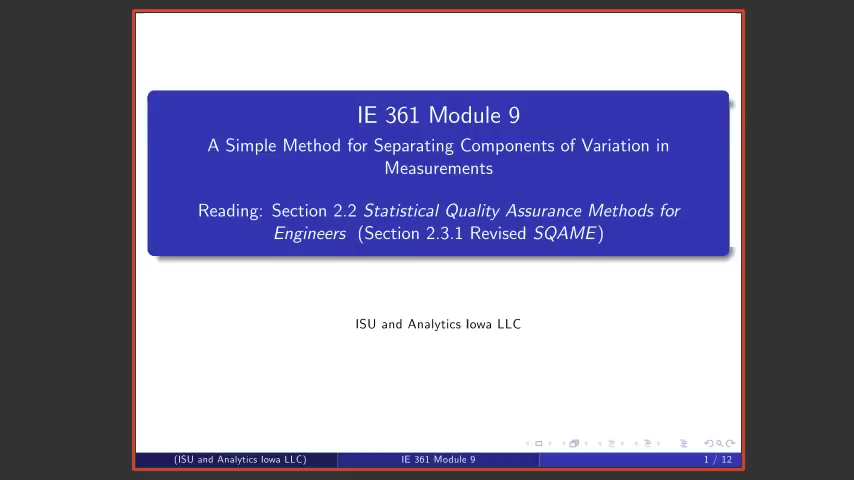 IE 361 Module 9
A Simple Method for Separating Components of Variation in
Measurements
Reading: Section 2.2 Statistical Quality Assurance Methods for
Engineers (Section 2.3.1 Revised SQAME)
ISU and Analytics Iowa LLC
(ISU and Analytics Iowa LLC)
IE 361 Module 9
1 / 12